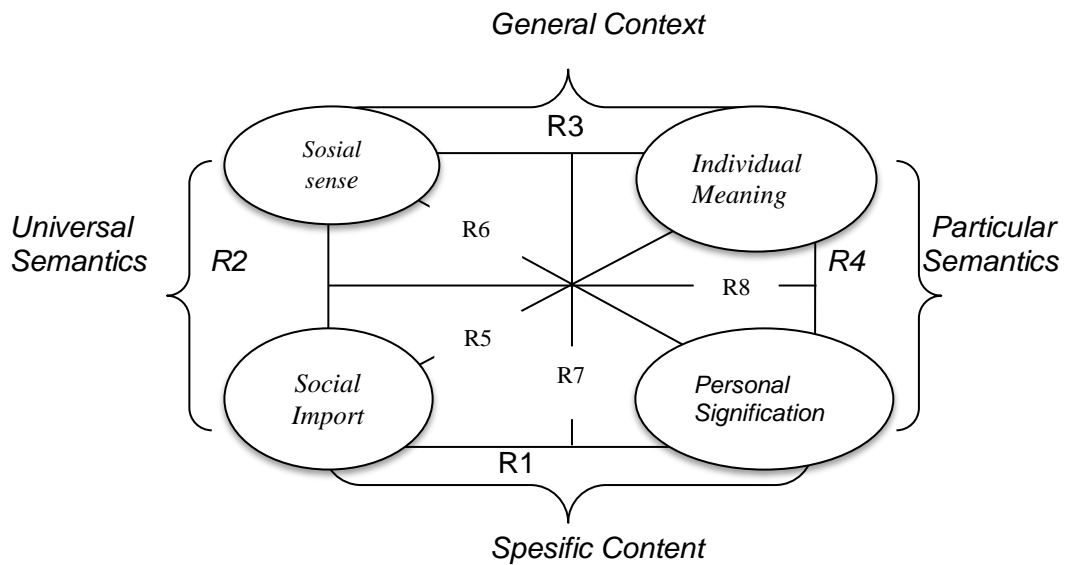 General Context
R3
Sosial
sense
Individual
Meaning
Universal
Semantics
R2
R6
R4
Particular
Semantics
R8
R5
R7
Social
Import
Personal
Signification
R1
Spesific Content